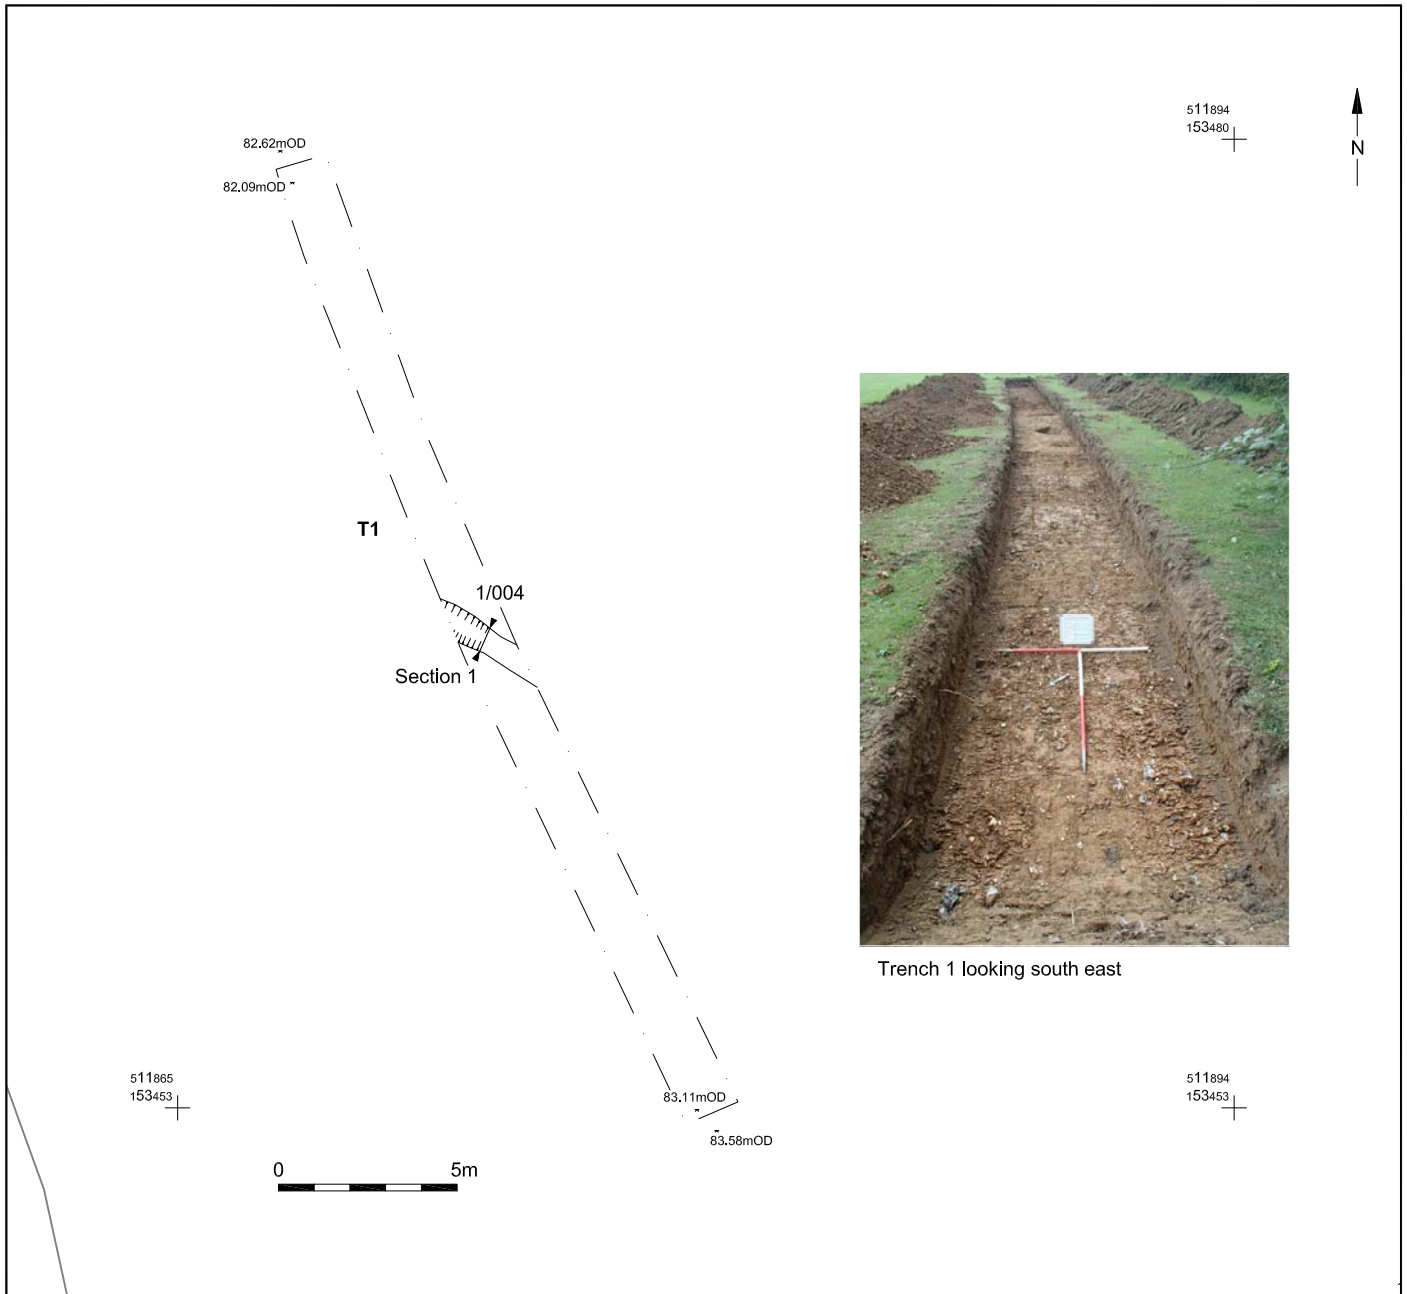 511894
153480
N
82.62mOD
82.09mOD
T1
1/004
Section 1
Trench 1 looking south east
511865
153453
83.11mOD
83.58mOD
511894
153453
0 5m